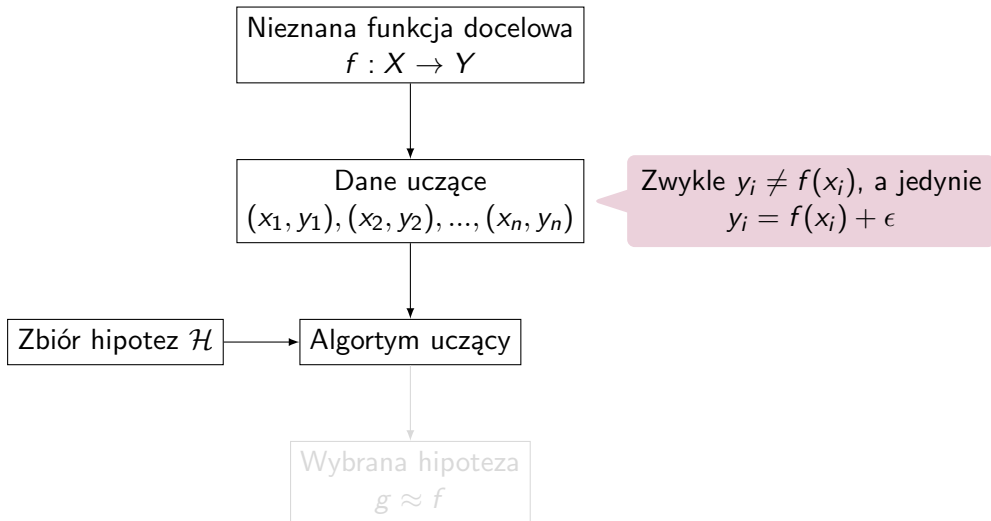 Nieznana funkcja docelowa
f : X → Y
Dane uczące
(x₁, y₁), (x₂, y₂), ..., (xₙ, yₙ)
Zwykle yᵢ ≠ f(xᵢ), a jedynie
yᵢ = f(xᵢ) + ϵ
Zbiór hipotez ℋ
Algortym uczący
Wybrana hipoteza
g ≈ f